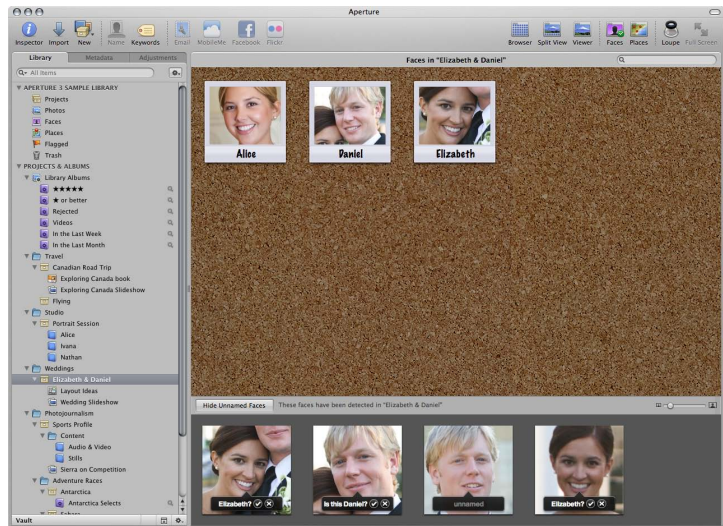 Aperture
Inspector Import New Name Keywords Email MobileMe Facebook Flickr Browser Split View Viewer Faces Places Loupe Full Screen
Library Metadata Adjustments
Faces in "Elizabeth & Daniel"
All Items
APERTURE 3 SAMPLE LIBRARY
Projects
Photos
Faces
Places
Flagged
Trash
PROJECTS & ALBUMS
Library Albums
★★★★★
★ or better
Rejected
Videos
In the Last Week
In the Last Month
Travel
Canadian Road Trip
Exploring Canada book
Exploring Canada Slideshow
Flying
Studio
Portrait Session
Alice
Ivana
Nathan
Weddings
Elizabeth & Daniel
Layout Ideas
Wedding Slideshow
Photojournalism
Sports Profile
Content
Audio & Video
Stills
Sierra on Competition
Adventure Races
Antarctica
Antarctica Selects
Vault
Alice Daniel Elizabeth
Hide Unnamed Faces These faces have been detected in "Elizabeth & Daniel"
Elizabeth? Is this Daniel? unnamed Elizabeth?